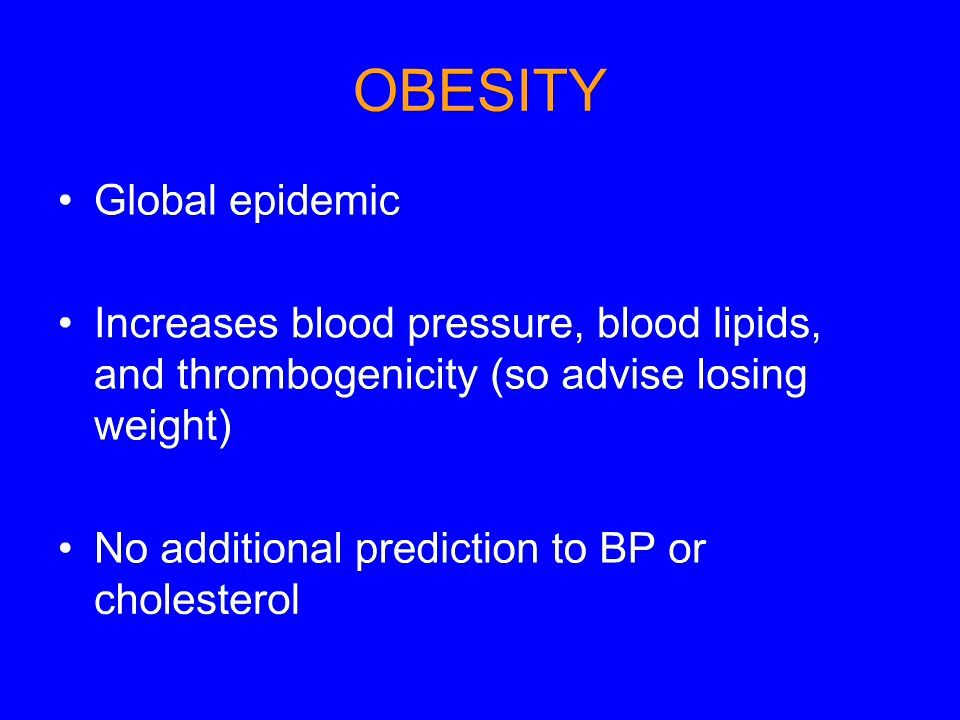 OBESITY
• Global epidemic
• Increases blood pressure, blood lipids,
and thrombogenicity (so advise losing
weight)
• No additional prediction to BP or
cholesterol